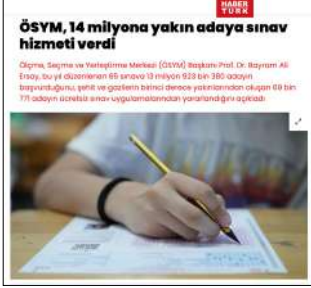 HABER
TURK
ÖSYM, 14 milyona yakın adaya sınav
hizmeti verdi
Ölçme, Seçme ve Yerleştirme Merkezi (ÖSYM) Başkanı Prof. Dr. Bayram Ali
Ersoy, bu yıl düzenlenen 65 sınava 13 milyon 923 bin 380 adayın
başvurduğunu, şehit ve gazilerin birinci derece yakınlarından oluşan 69 bin
771 adayın ücretsiz sınav uygulamalarından yararlandığını açıkladı